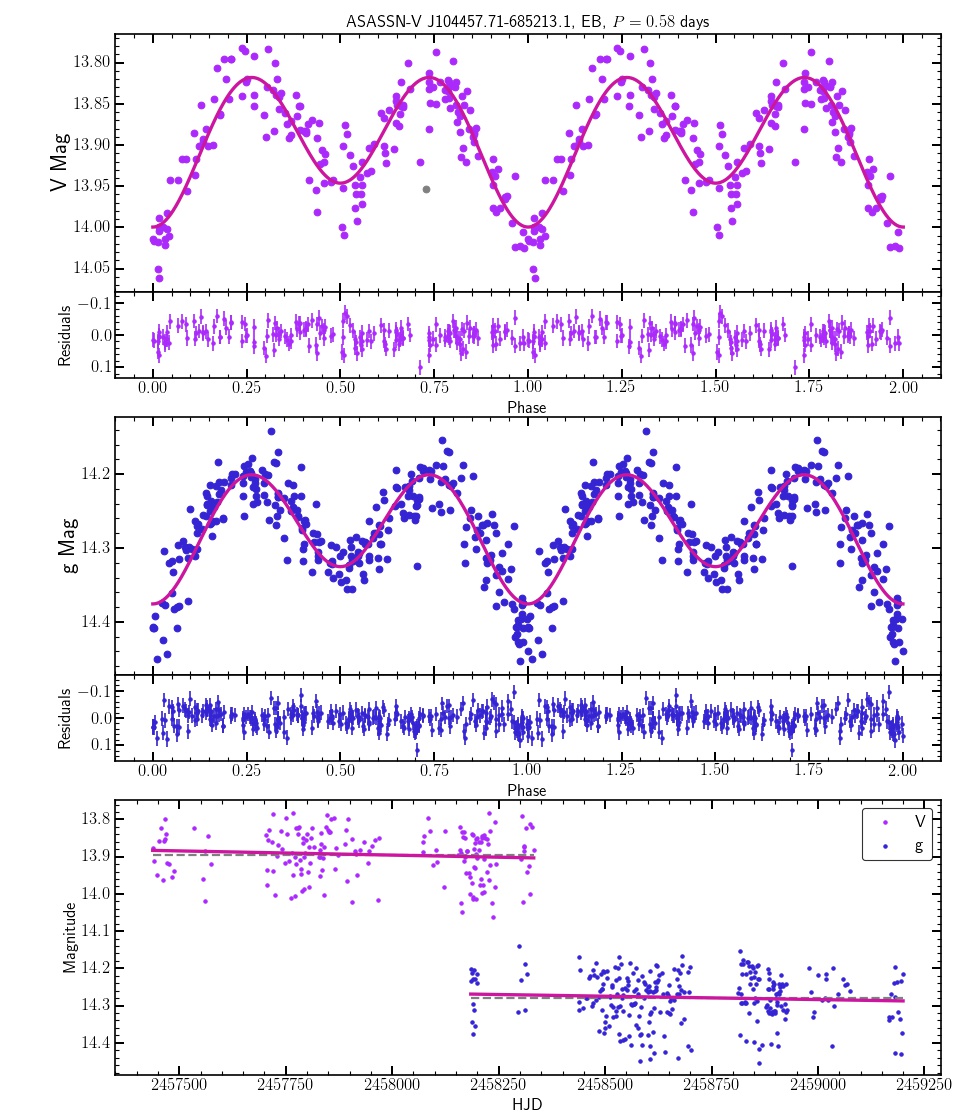 ASASSN-V J104457.71-685213.1, EB, P = 0.58 days
V Mag
13.80
13.85
13.90
13.95
14.00
14.05
Residuals
−0.1
0.0
0.1
0.00 0.25 0.50 0.75 1.00 1.25 1.50 1.75 2.00
Phase
g Mag
14.2
14.3
14.4
Residuals
−0.1
0.0
0.1
0.00 0.25 0.50 0.75 1.00 1.25 1.50 1.75 2.00
Phase
Magnitude
13.8
13.9
14.0
14.1
14.2
14.3
14.4
V
g
2457500 2457750 2458000 2458250 2458500 2458750 2459000 2459250
HJD